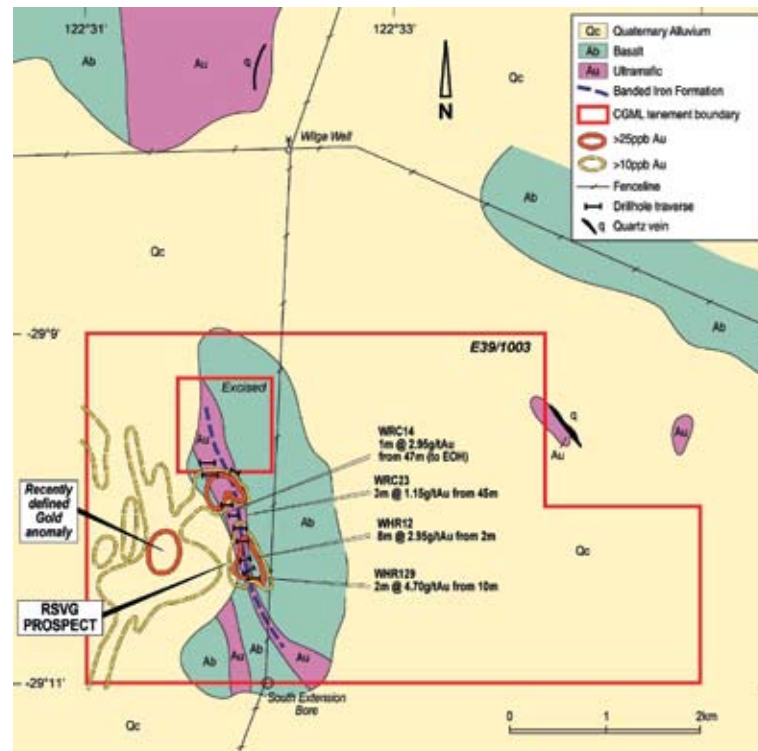 122°31'
122°33'
Qc
Quaternary Alluvium
Ab
Basalt
Au
Ultramafic
Banded Iron Formation
CGML tenement boundary
>25ppb Au
>10ppb Au
Fenceline
Drillhole traverse
q
Quartz vein
Ab
Au
q
Qc
N
Wilga Well
Ab
Qc
Ab
-29°9'
E39/1003
Excised
Au
WRC14
1m @ 2.95g/tAu
from 47m (to EOH)
q
Au
Au
Recently
defined
Gold
anomaly
WRC23
3m @ 1.15g/tAu from 45m
Ab
WHR12
8m @ 2.95g/tAu from 2m
Qc
WHR129
2m @ 4.70g/tAu from 10m
RSVG
PROSPECT
Ab
Au
Ab
Au
-29°11'
South Extension
Bore
Qc
0
1
2km